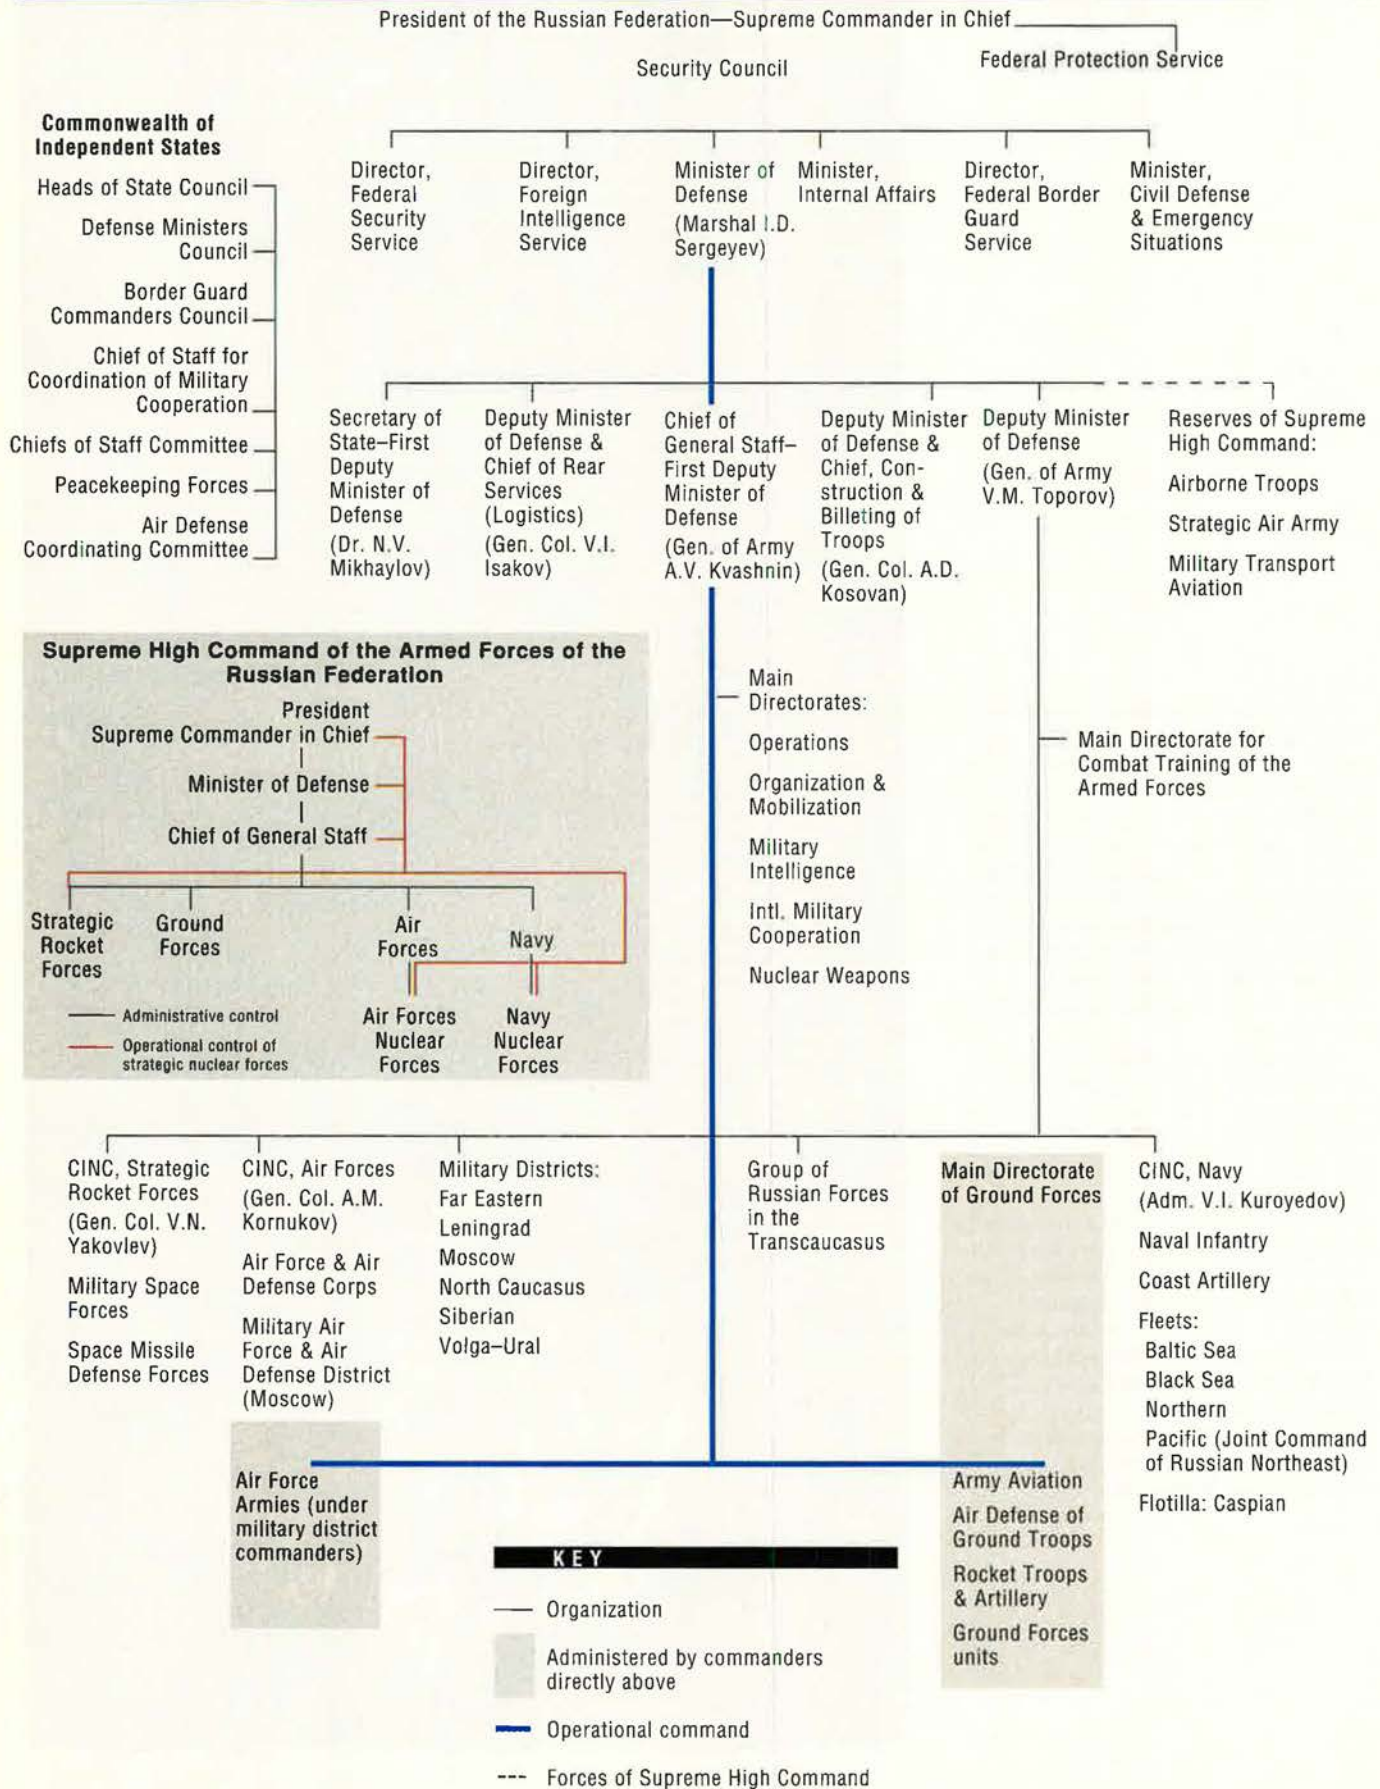 President of the Russian Federation—Supreme Commander in Chief
Federal Protection Service
Security Council
Commonwealth of
Independent States
Heads of State Council
Defense Ministers
Council
Border Guard
Commanders Council
Chief of Staff for
Coordination of Military
Cooperation
Chiefs of Staff Committee
Peacekeeping Forces
Air Defense
Coordinating Committee
Director,
Federal
Security
Service
Director,
Foreign
Intelligence
Service
Minister of
Defense
(Marshal I.D.
Sergeyev)
Minister,
Internal Affairs
Director,
Federal Border
Guard
Service
Minister,
Civil Defense
& Emergency
Situations
Secretary of
State–First
Deputy
Minister of
Defense
(Dr. N.V.
Mikhaylov)
Deputy Minister
of Defense &
Chief of Rear
Services
(Logistics)
(Gen. Col. V.I.
Isakov)
Chief of
General Staff–
First Deputy
Minister of
Defense
(Gen. of Army
A.V. Kvashnin)
Deputy Minister
of Defense &
Chief, Con-
struction &
Billeting of
Troops
(Gen. Col. A.D.
Kosovan)
Deputy Minister
of Defense
(Gen. of Army
V.M. Toporov)
Reserves of Supreme
High Command:
Airborne Troops
Strategic Air Army
Military Transport
Aviation
Supreme High Command of the Armed Forces of the
Russian Federation
President
Supreme Commander in Chief
Minister of Defense
Chief of General Staff
Strategic
Rocket
Forces
Ground
Forces
Air
Forces
Navy
Air Forces
Nuclear
Forces
Navy
Nuclear
Forces
Administrative control
Operational control of
strategic nuclear forces
Main
Directorates:
Operations
Organization &
Mobilization
Military
Intelligence
Intl. Military
Cooperation
Nuclear Weapons
Main Directorate for
Combat Training of the
Armed Forces
CINC, Strategic
Rocket Forces
(Gen. Col. V.N.
Yakovlev)
Military Space
Forces
Space Missile
Defense Forces
CINC, Air Forces
(Gen. Col. A.M.
Kornukov)
Air Force & Air
Defense Corps
Military Air
Force & Air
Defense District
(Moscow)
Air Force
Armies (under
military district
commanders)
Military Districts:
Far Eastern
Leningrad
Moscow
North Caucasus
Siberian
Volga–Ural
Group of
Russian Forces
in the
Transcaucasus
Main Directorate
of Ground Forces
Army Aviation
Air Defense of
Ground Troops
Rocket Troops
& Artillery
Ground Forces
units
CINC, Navy
(Adm. V.I. Kuroyedov)
Naval Infantry
Coast Artillery
Fleets:
Baltic Sea
Black Sea
Northern
Pacific (Joint Command
of Russian Northeast)
Flotilla: Caspian
KEY
Organization
Administered by commanders
directly above
Operational command
Forces of Supreme High Command